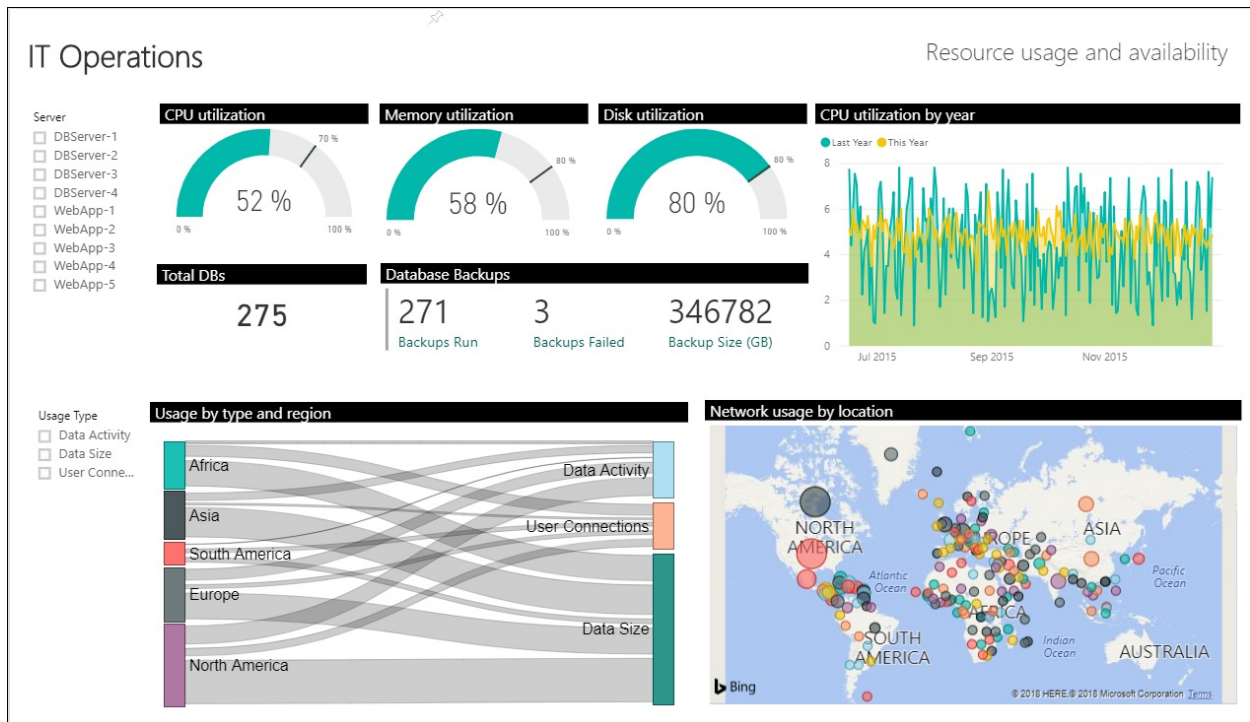 IT Operations
Resource usage and availability
Server
DBServer-1
DBServer-2
DBServer-3
DBServer-4
WebApp-1
WebApp-2
WebApp-3
WebApp-4
WebApp-5
CPU utilization
70 %
52 %
0 %
100 %
Memory utilization
80 %
58 %
0 %
100 %
Disk utilization
80 %
80 %
0 %
100 %
CPU utilization by year
Last Year This Year
8
6
4
2
0
Jul 2015 Sep 2015 Nov 2015
Total DBs
275
Database Backups
271 3 346782
Backups Run Backups Failed Backup Size (GB)
Usage Type
Data Activity
Data Size
User Conne...
Usage by type and region
Africa
Asia
South America
Europe
North America
Data Activity
User Connections
Data Size
Network usage by location
NORTH
AMERICA
ROPE
ASIA
Atlantic
Ocean
Pacific
Ocean
AFRICA
SOUTH
AMERICA
Indian
Ocean
AUSTRALIA
Bing
© 2018 HERE,© 2018 Microsoft Corporation Terms